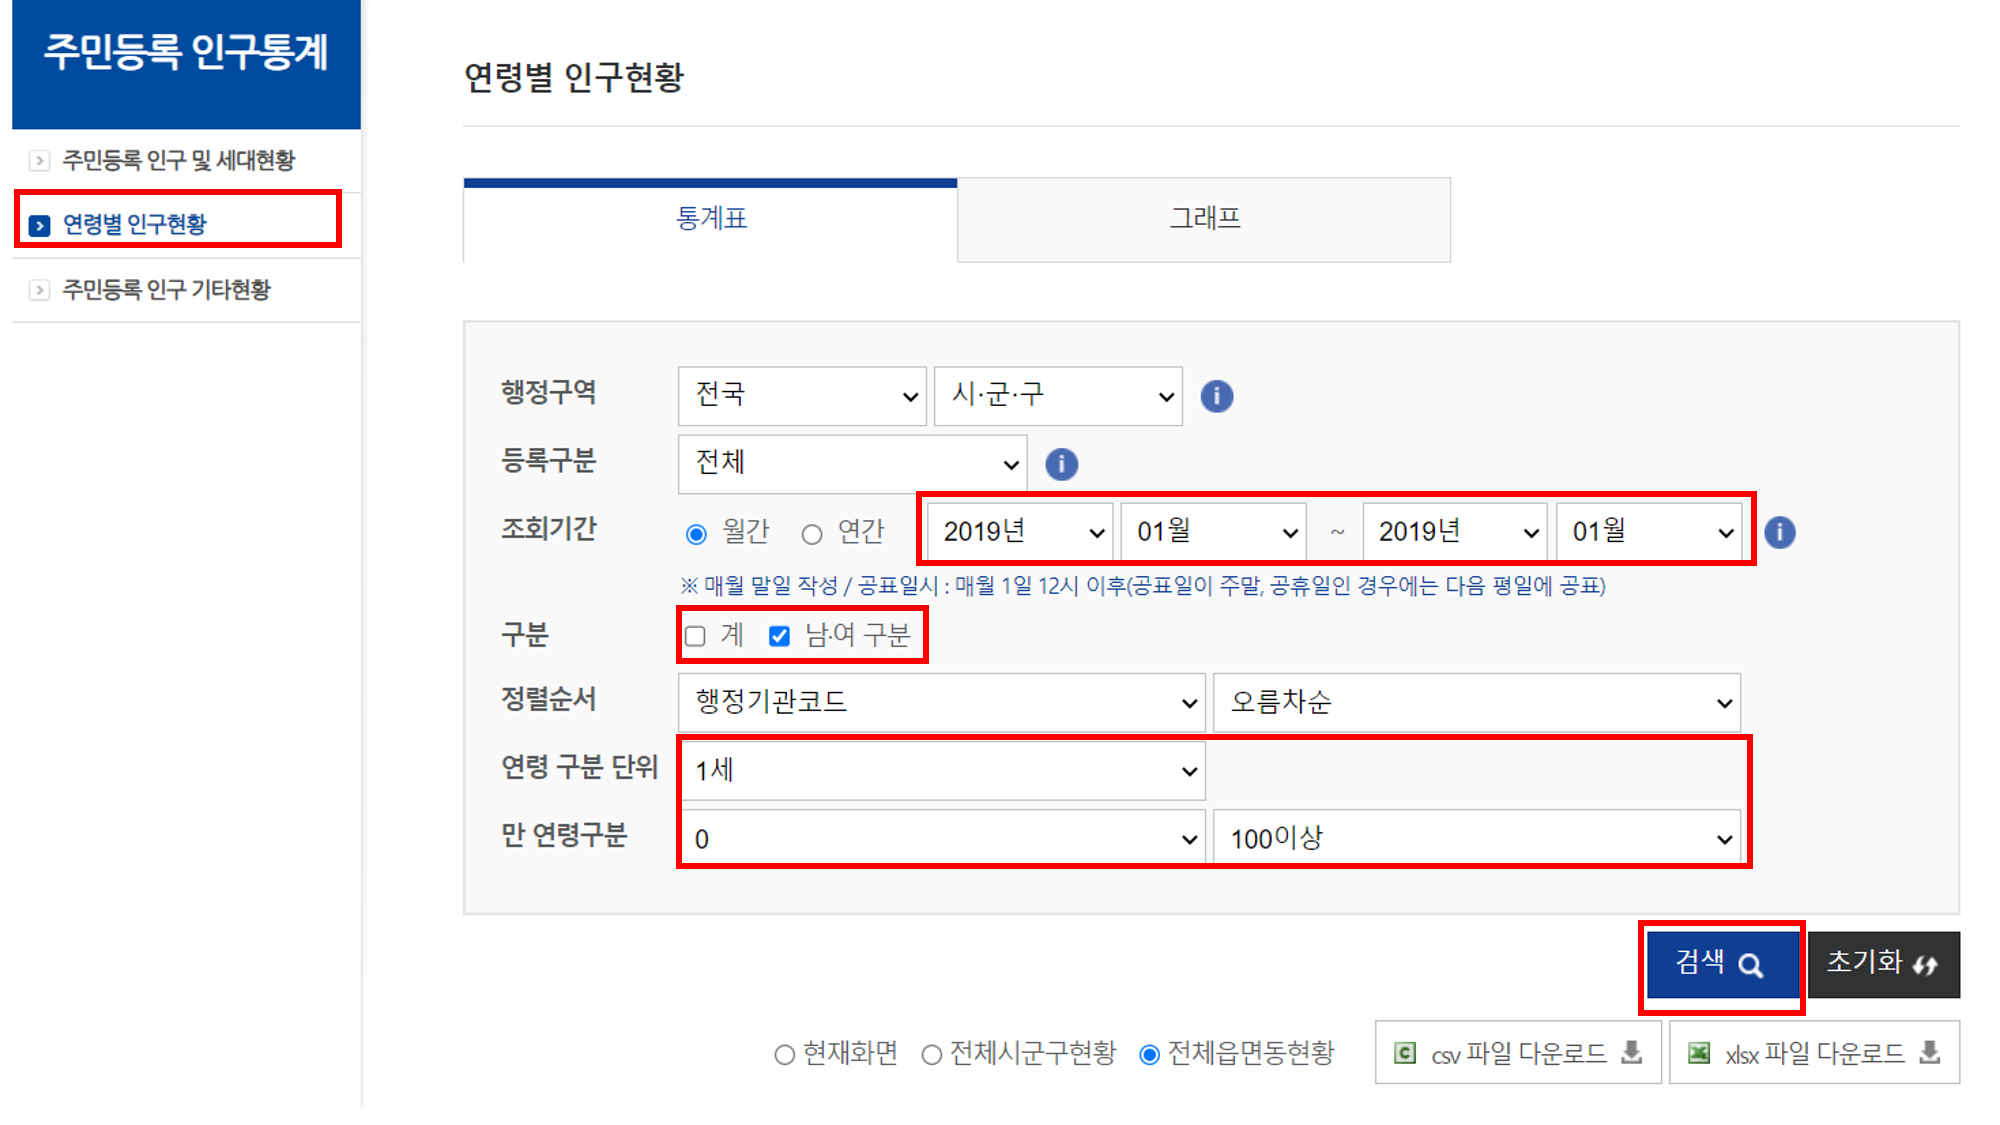 주민등록 인구통계
주민등록 인구 및 세대현황
연령별 인구현황
주민등록 인구 기타현황
연령별 인구현황
통계표 그래프
행정구역 전국 시·군·구
등록구분 전체
조회기간 월간 연간 2019년 01월 ~ 2019년 01월
※ 매월 말일 작성 / 공표일시 : 매월 1일 12시 이후(공표일이 주말, 공휴일인 경우에는 다음 평일에 공표)
구분 계 남·여 구분
정렬순서 행정기관코드 오름차순
연령 구분 단위 1세
만 연령구분 0 100이상
검색 초기화
현재화면 전체시군구현황 전체읍면동현황 csv 파일 다운로드 xlsx 파일 다운로드